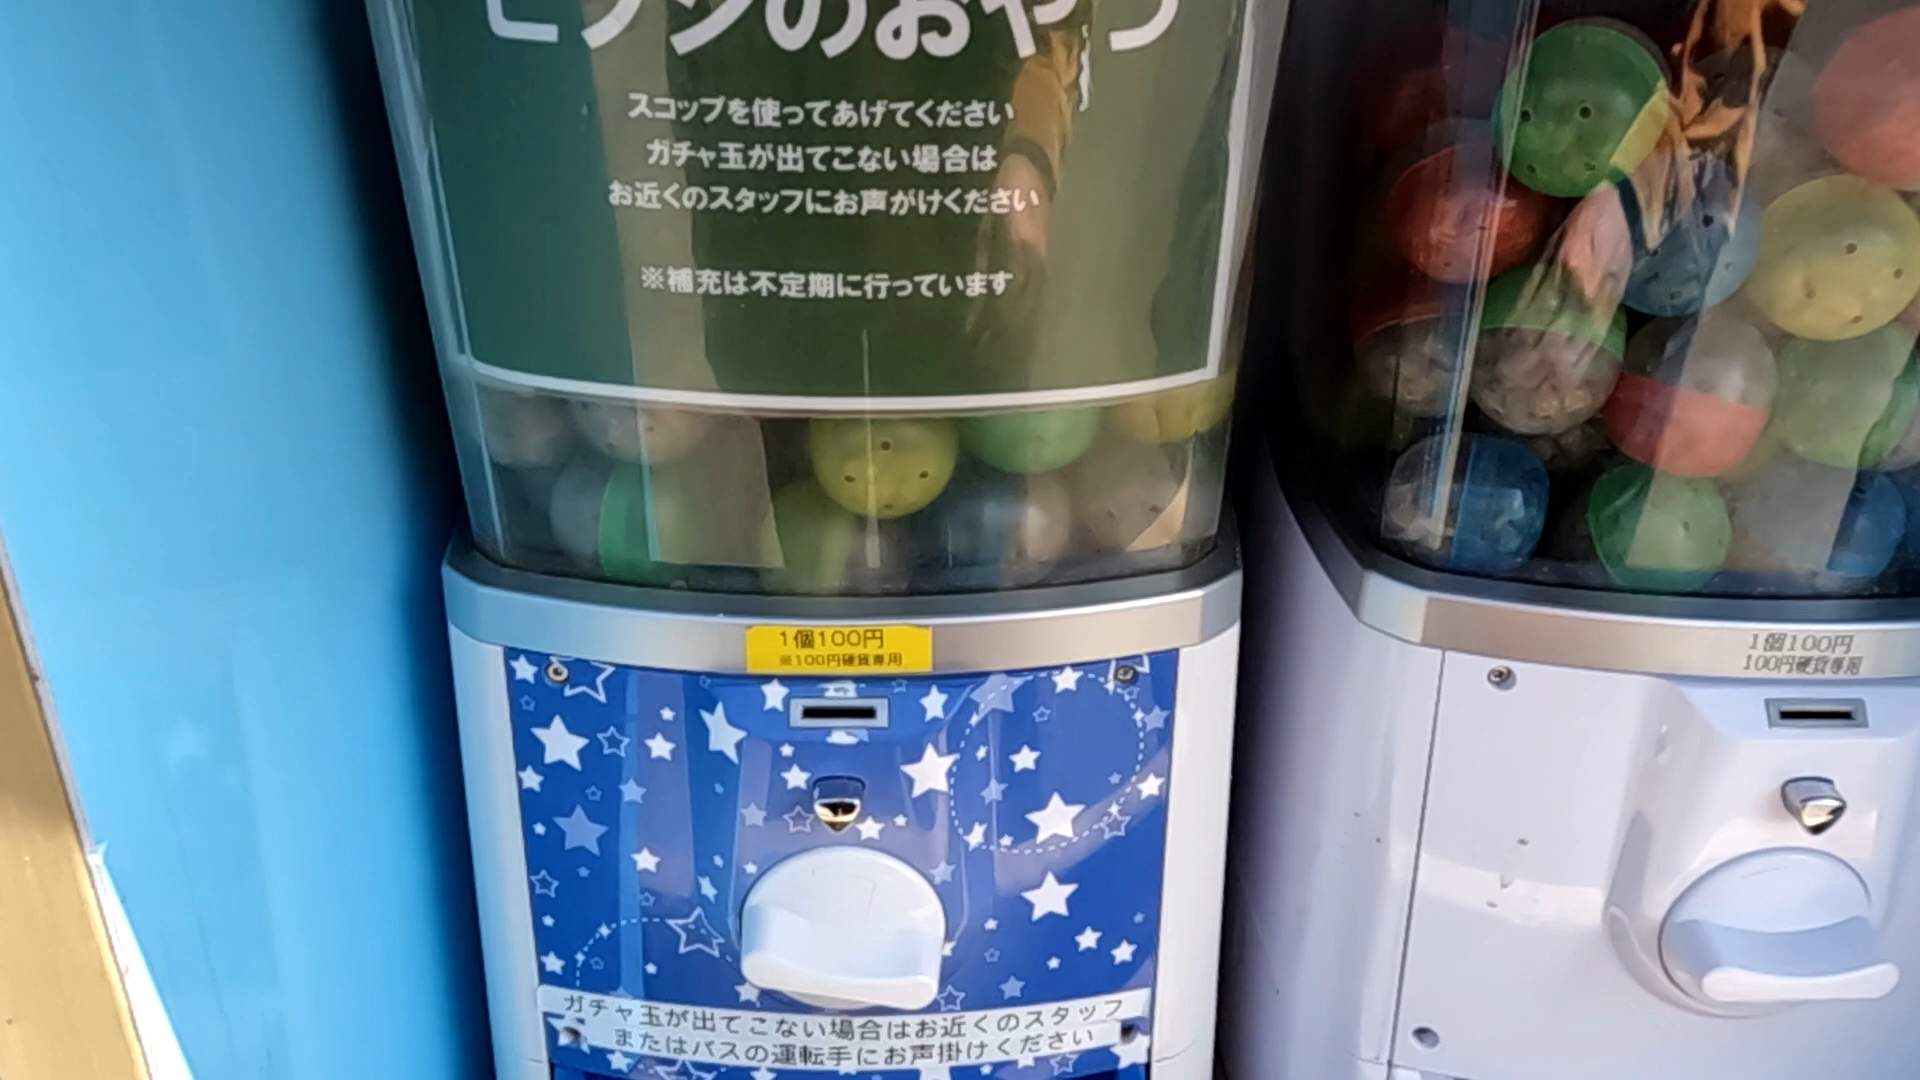 のおやつ
スコップを使ってあげてください
ガチャ玉が出てこない場合は
お近くのスタッフにお声がけください
※補充は不定期に行っています
1個100円
※100円硬貨専用
1個100円
100円硬貨専用
ガチャ玉が出てこない場合はお近くのスタッフ
またはバスの運転手にお声掛けください